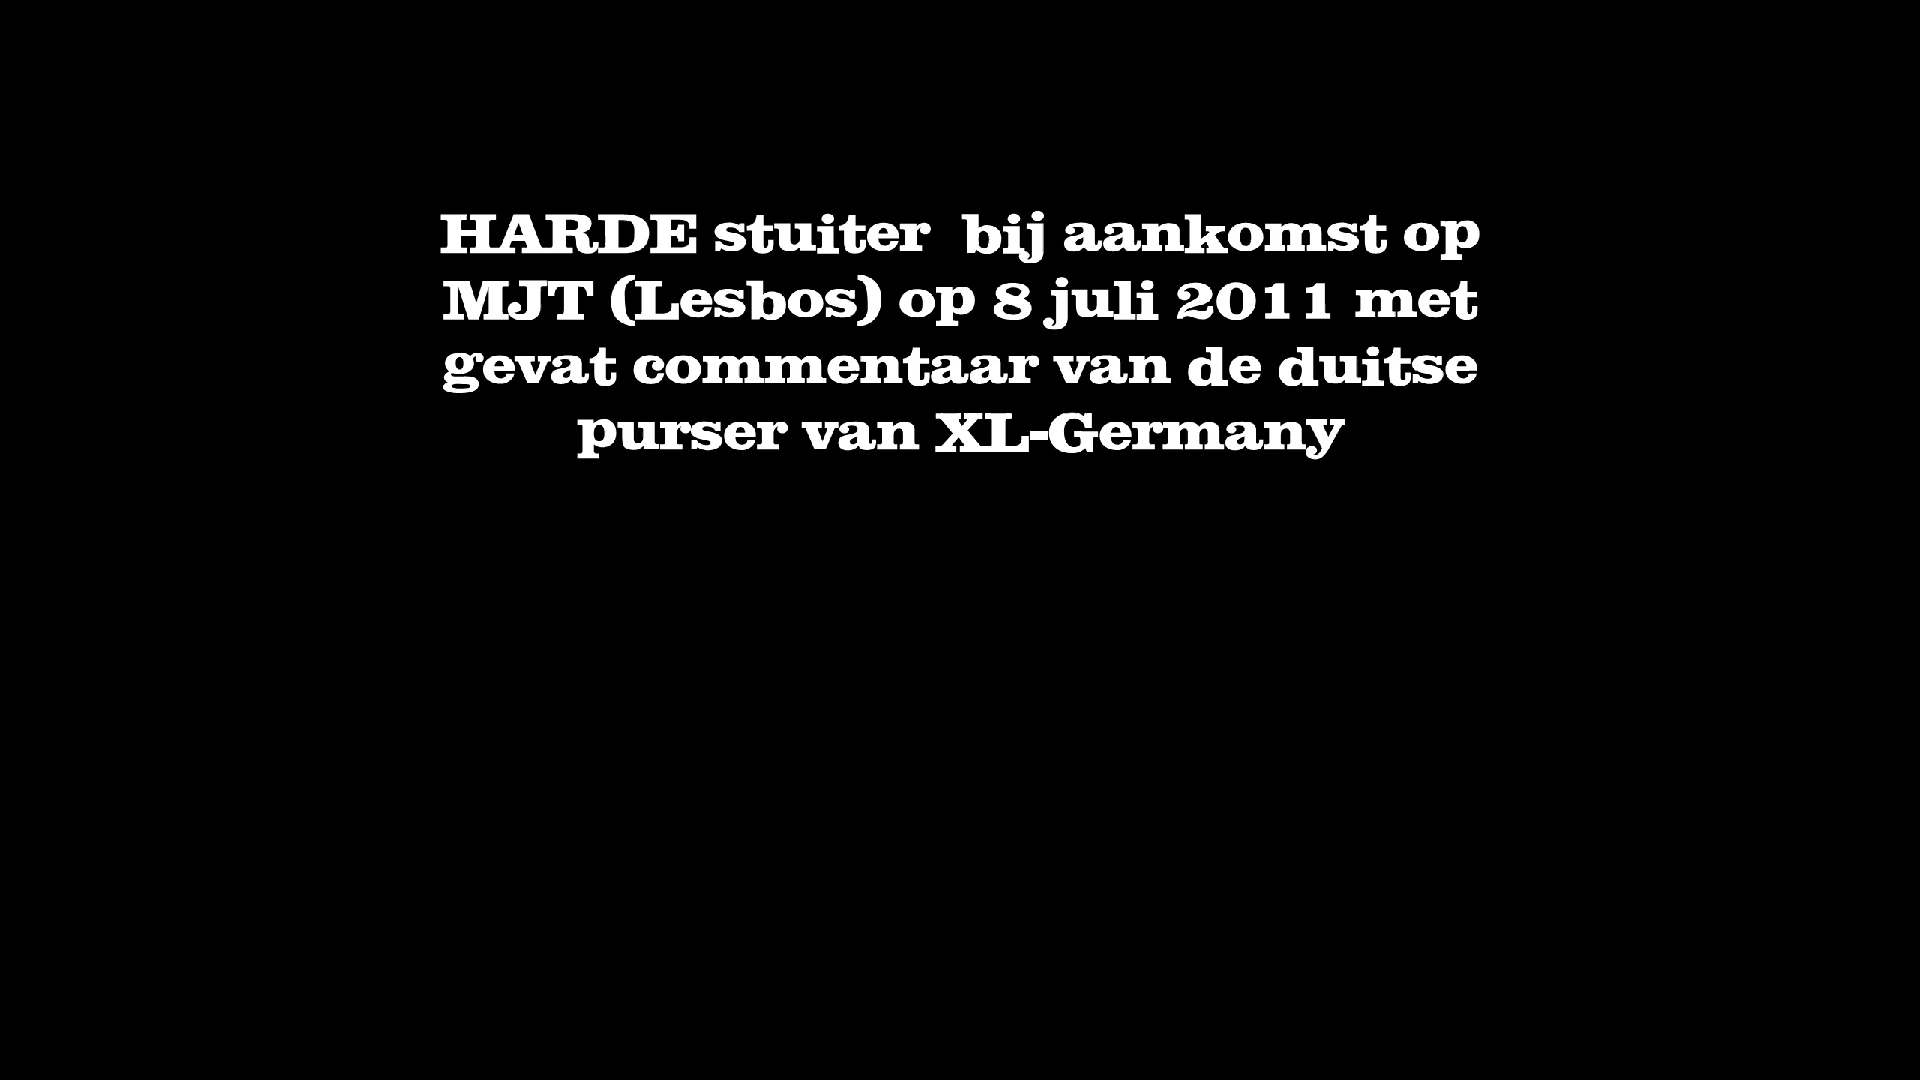 HARDE stuiter  bij aankomst op
MJT (Lesbos) op 8 juli 2011 met
gevat commentaar van de duitse
purser van XL-Germany